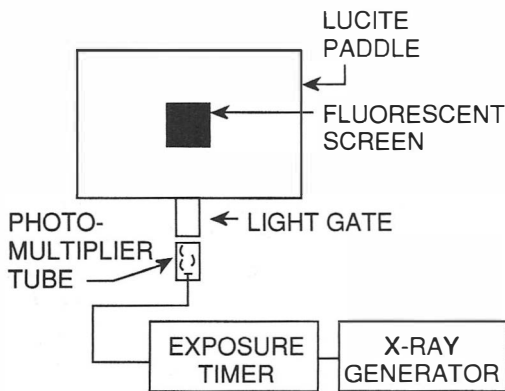 LUCITE
PADDLE
FLUORESCENT
SCREEN
LIGHT GATE
PHOTO-
MULTIPLIER
TUBE
EXPOSURE
TIMER
X-RAY
GENERATOR